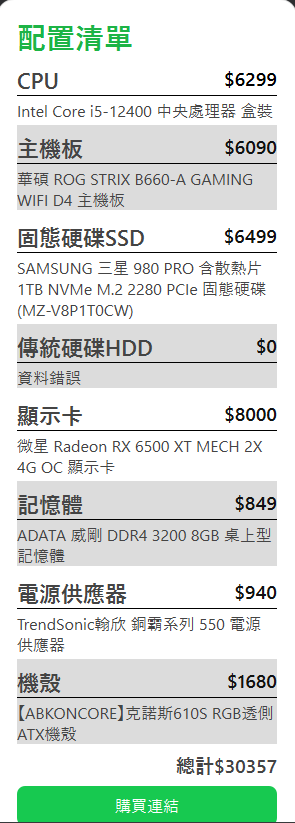 配置清單
CPU $6299
Intel Core i5-12400 中央處理器 盒裝
主機板 $6090
華碩 ROG STRIX B660-A GAMING
WIFI D4 主機板
固態硬碟SSD $6499
SAMSUNG 三星 980 PRO 含散熱片
1TB NVMe M.2 2280 PCIe 固態硬碟
(MZ-V8P1T0CW)
傳統硬碟HDD $0
資料錯誤
顯示卡 $8000
微星 Radeon RX 6500 XT MECH 2X
4G OC 顯示卡
記憶體 $849
ADATA 威剛 DDR4 3200 8GB 桌上型
記憶體
電源供應器 $940
TrendSonic翰欣 銅霸系列 550 電源
供應器
機殼 $1680
【ABKONCORE】克諾斯610S RGB透側
ATX機殼
總計$30357
購買連結